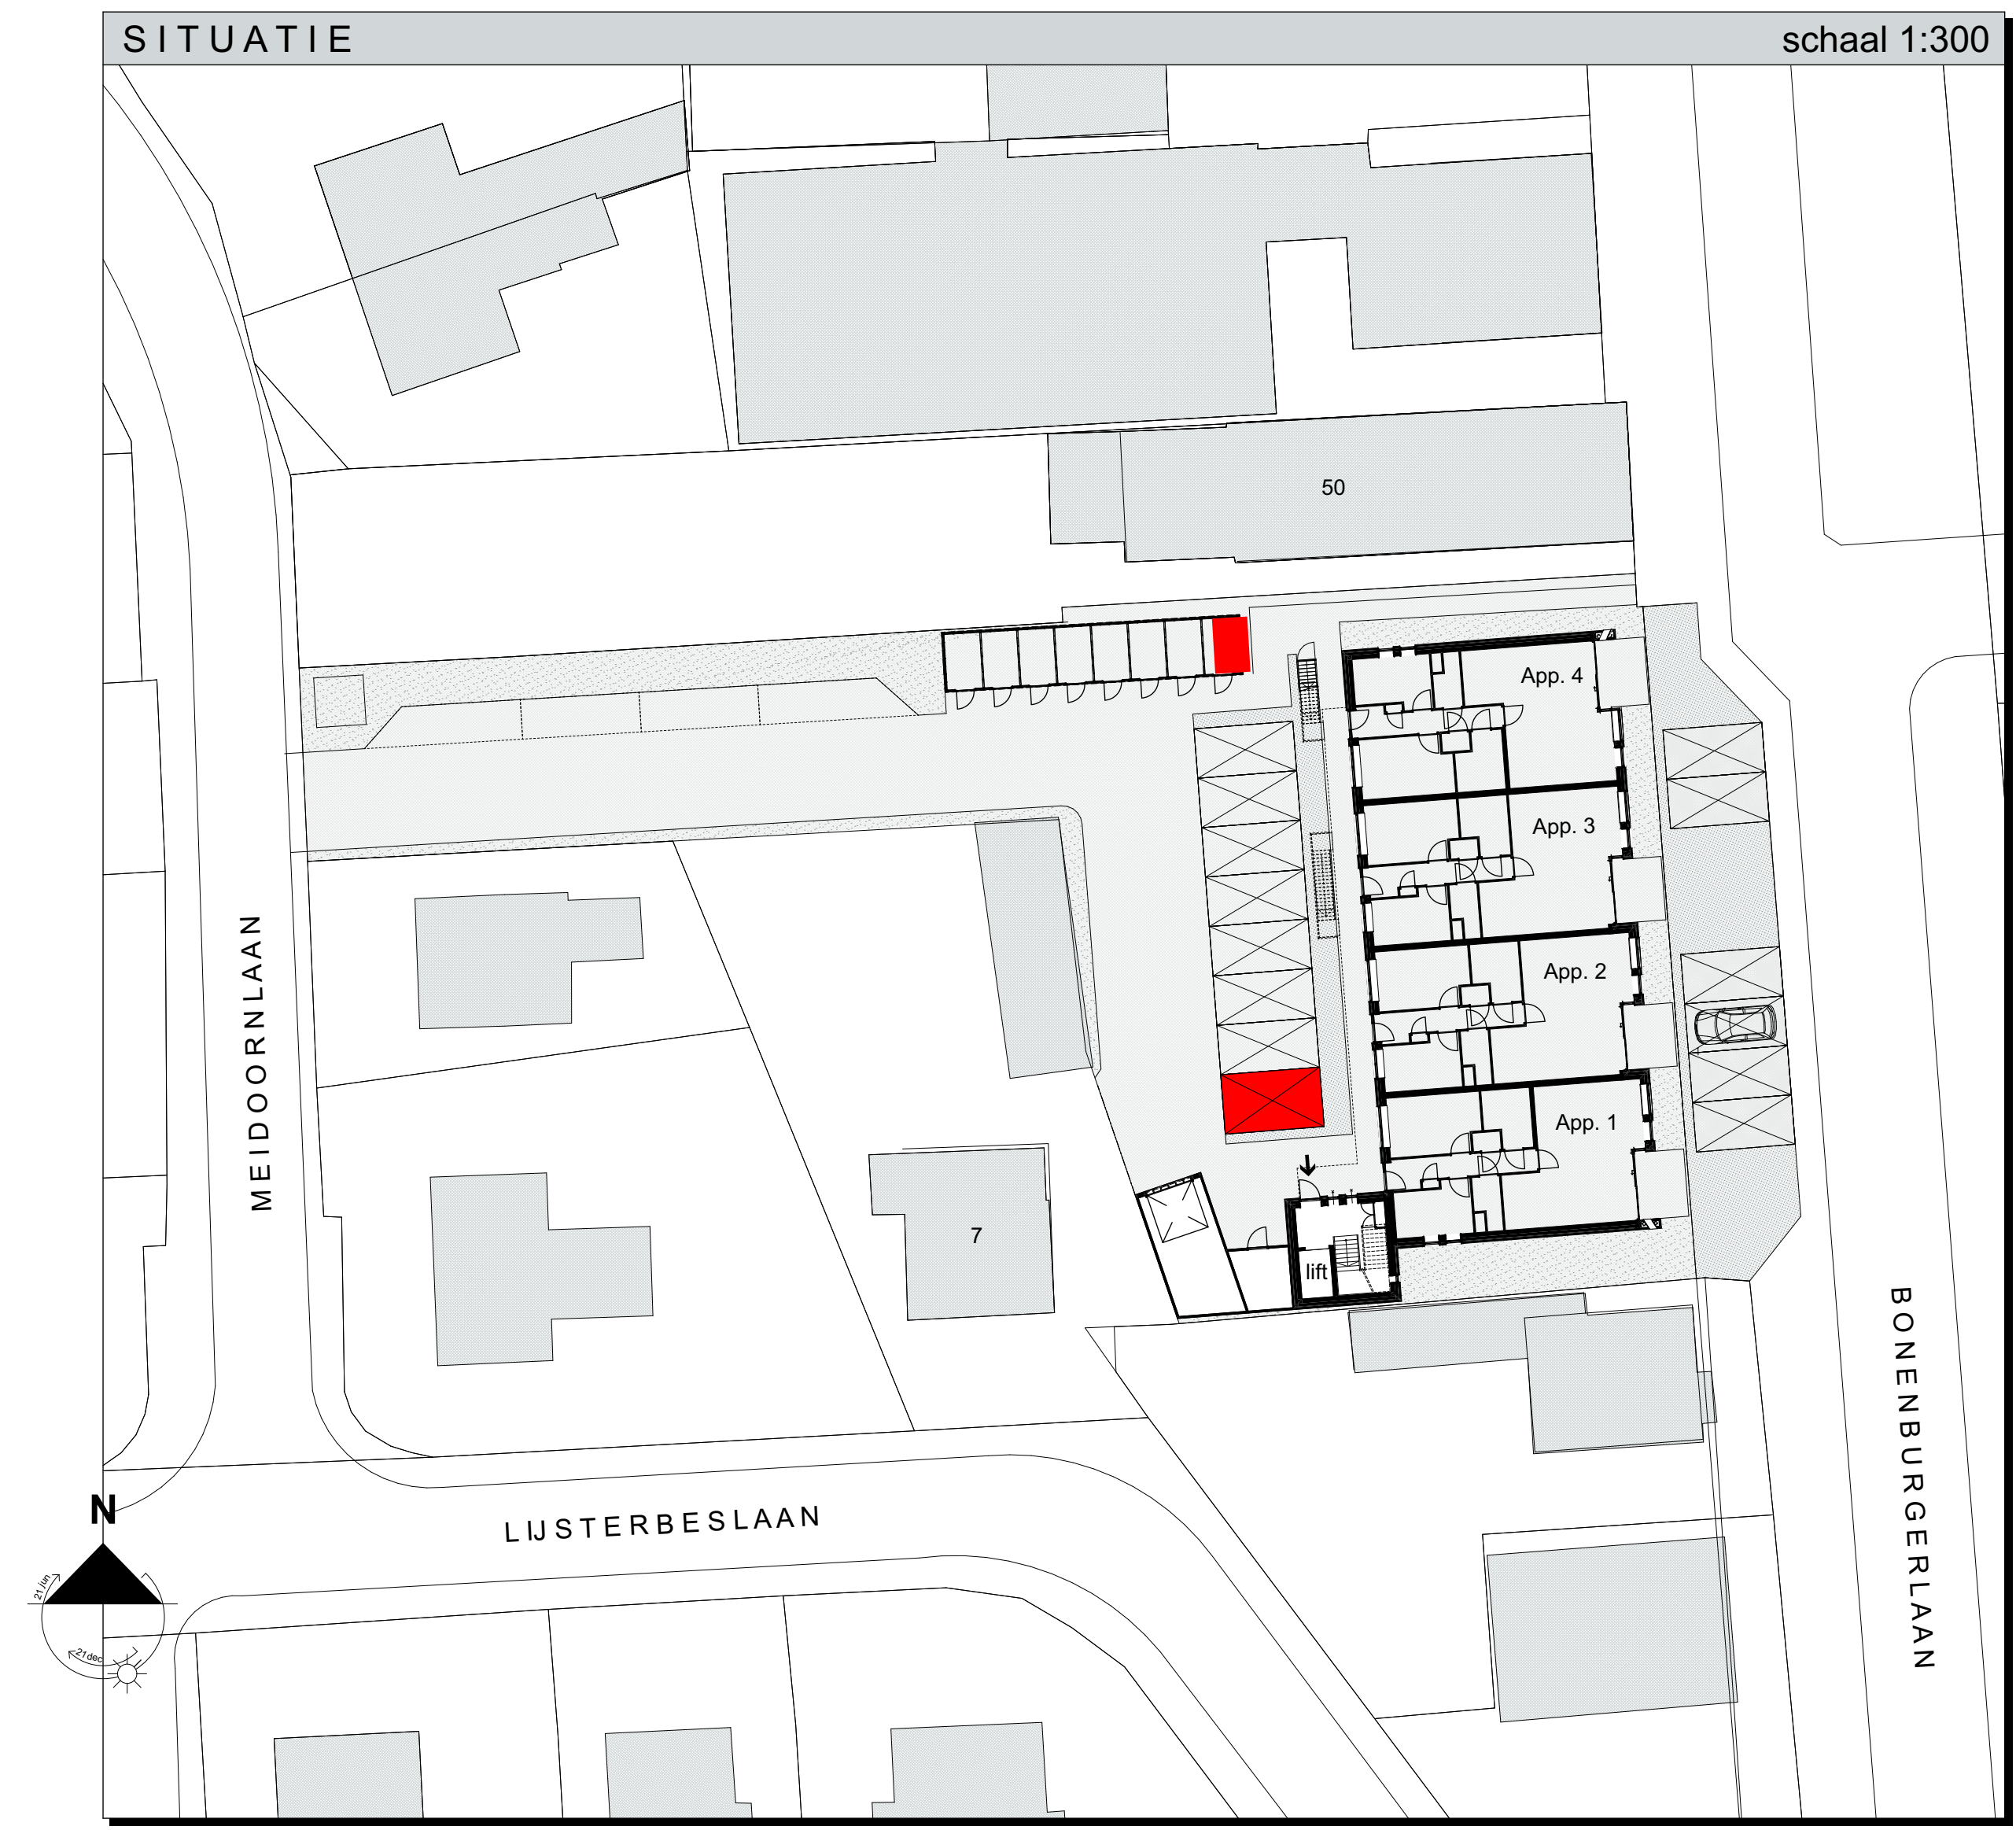 SITUATIE
schaal 1:300
50
App. 4
App. 3
App. 2
App. 1
7
lift
MEIDOORNLAAN
LIJSTERBESLAAN
BONENBURGERLAAN
N
21 jun
21 dec